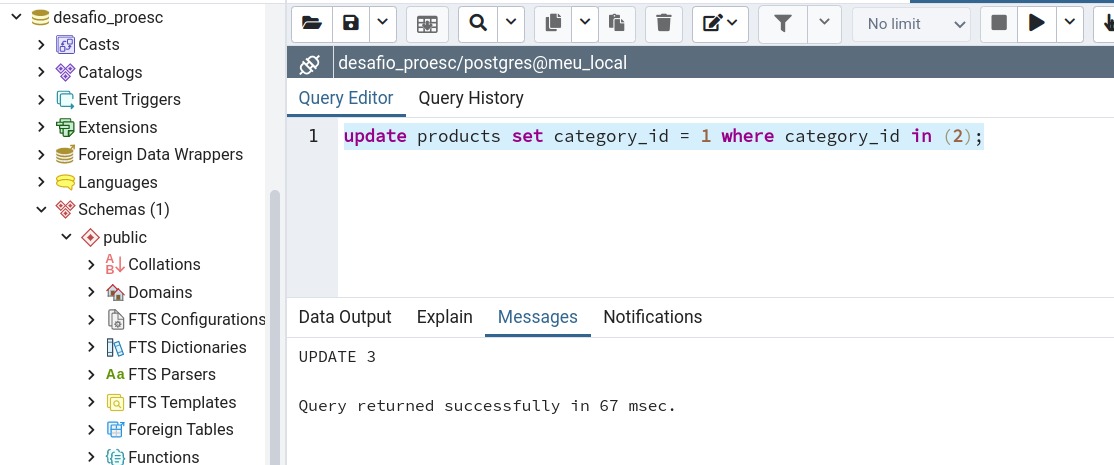 desafio_proesc
Casts
Catalogs
Event Triggers
Extensions
Foreign Data Wrappers
Languages
Schemas (1)
public
Collations
Domains
FTS Configurations
FTS Dictionaries
Aa FTS Parsers
FTS Templates
Foreign Tables
Functions
No limit
desafio_proesc/postgres@meu_local
Query Editor Query History
1 update products set category_id = 1 where category_id in (2);
Data Output Explain Messages Notifications
UPDATE 3
Query returned successfully in 67 msec.